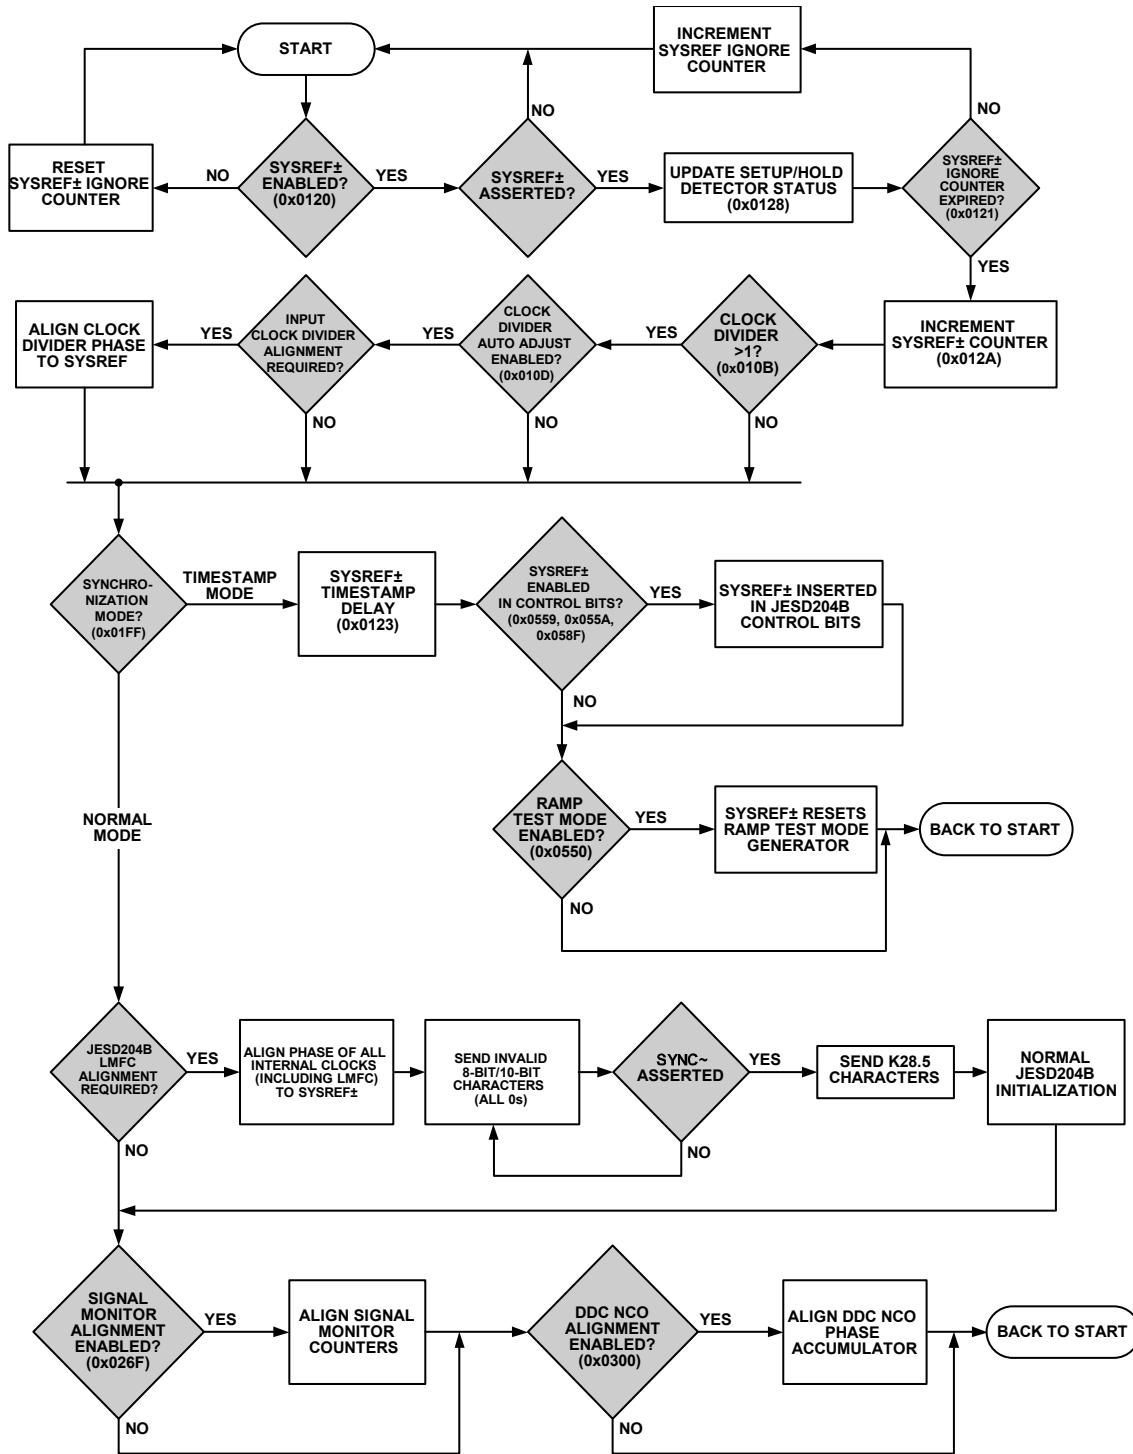 START
INCREMENT
SYSREF IGNORE
COUNTER
NO
NO
RESET
SYSREF± IGNORE
COUNTER
NO
SYSREF±
ENABLED?
(0x0120)
YES
SYSREF±
ASSERTED?
YES
UPDATE SETUP/HOLD
DETECTOR STATUS
(0x0128)
SYSREF±
IGNORE
COUNTER
EXPIRED?
(0x0121)
YES
ALIGN CLOCK
DIVIDER PHASE
TO SYSREF
YES
INPUT
CLOCK DIVIDER
ALIGNMENT
REQUIRED?
YES
CLOCK
DIVIDER
AUTO ADJUST
ENABLED?
(0x010D)
YES
CLOCK
DIVIDER
>1?
(0x010B)
INCREMENT
SYSREF± COUNTER
(0x012A)
NO
NO
NO
SYNCHRO-
NIZATION
MODE?
(0x01FF)
TIMESTAMP
MODE
SYSREF±
TIMESTAMP
DELAY
(0x0123)
SYSREF±
ENABLED
IN CONTROL BITS?
(0x0559, 0x055A,
0x058F)
YES
SYSREF± INSERTED
IN JESD204B
CONTROL BITS
NO
NORMAL
MODE
RAMP
TEST MODE
ENABLED?
(0x0550)
YES
SYSREF± RESETS
RAMP TEST MODE
GENERATOR
BACK TO START
NO
JESD204B
LMFC
ALIGNMENT
REQUIRED?
YES
ALIGN PHASE OF ALL
INTERNAL CLOCKS
(INCLUDING LMFC)
TO SYSREF±
SEND INVALID
8-BIT/10-BIT
CHARACTERS
(ALL 0s)
SYNC~
ASSERTED
YES
SEND K28.5
CHARACTERS
NORMAL
JESD204B
INITIALIZATION
NO
NO
SIGNAL
MONITOR
ALIGNMENT
ENABLED?
(0x026F)
YES
ALIGN SIGNAL
MONITOR
COUNTERS
DDC NCO
ALIGNMENT
ENABLED?
(0x0300)
YES
ALIGN DDC NCO
PHASE
ACCUMULATOR
BACK TO START
NO
NO